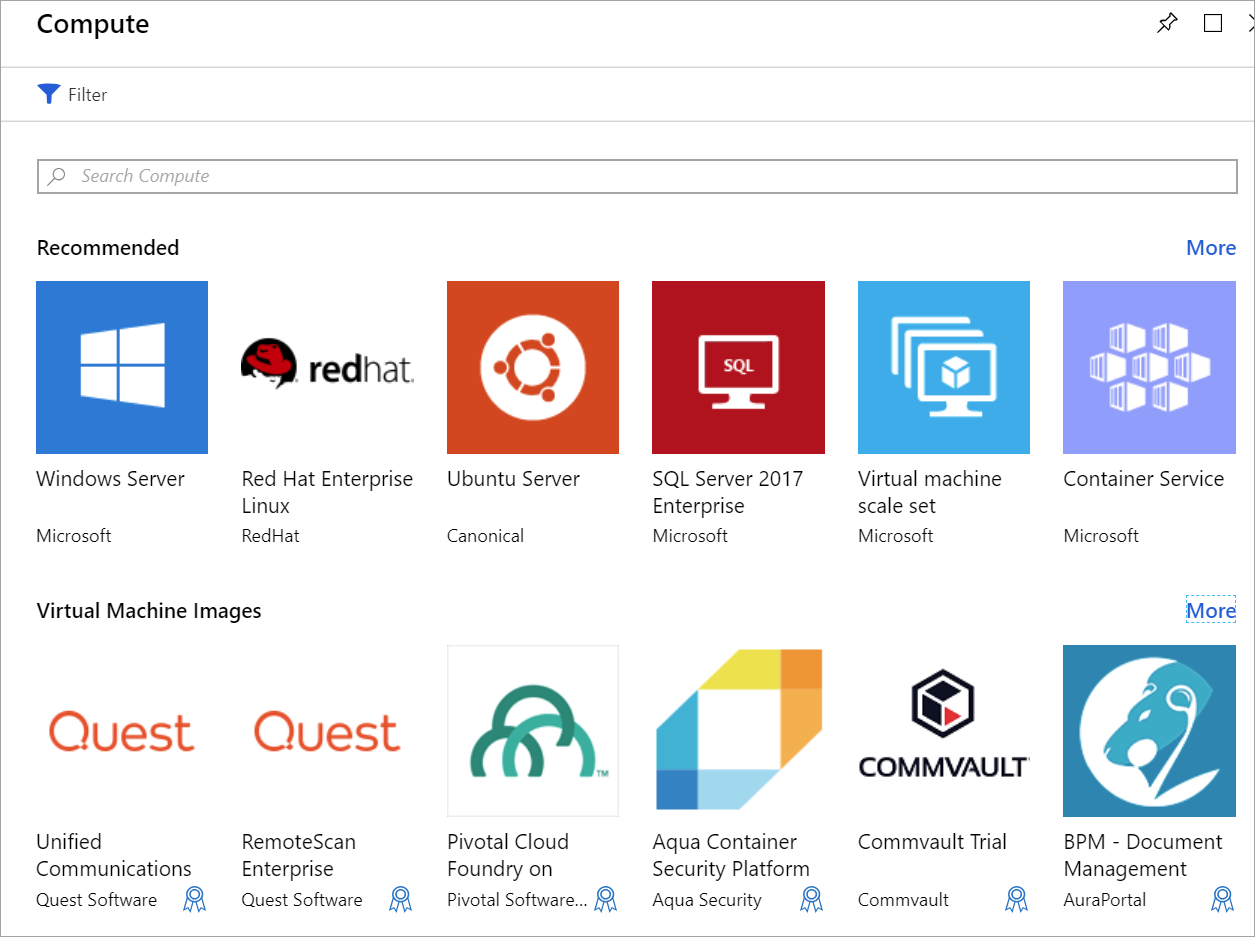 Compute
Filter
Search Compute
Recommended
More
redhat.
SQL
Windows Server
Microsoft
Red Hat Enterprise
Linux
RedHat
Ubuntu Server
Canonical
SQL Server 2017
Enterprise
Microsoft
Virtual machine
scale set
Microsoft
Container Service
Microsoft
Virtual Machine Images
More
Quest
Quest
TM
COMMVAULT
Unified
Communications
Quest Software
RemoteScan
Enterprise
Quest Software
Pivotal Cloud
Foundry on
Pivotal Software...
Aqua Container
Security Platform
Aqua Security
Commvault Trial
Commvault
BPM - Document
Management
AuraPortal